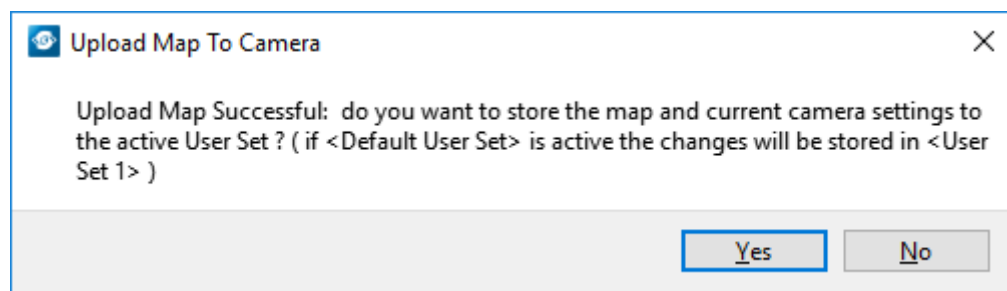 Upload Map To Camera
Upload Map Successful:  do you want to store the map and current camera settings to
the active User Set ? ( if <Default User Set> is active the changes will be stored in <User
Set 1> )
Yes
No